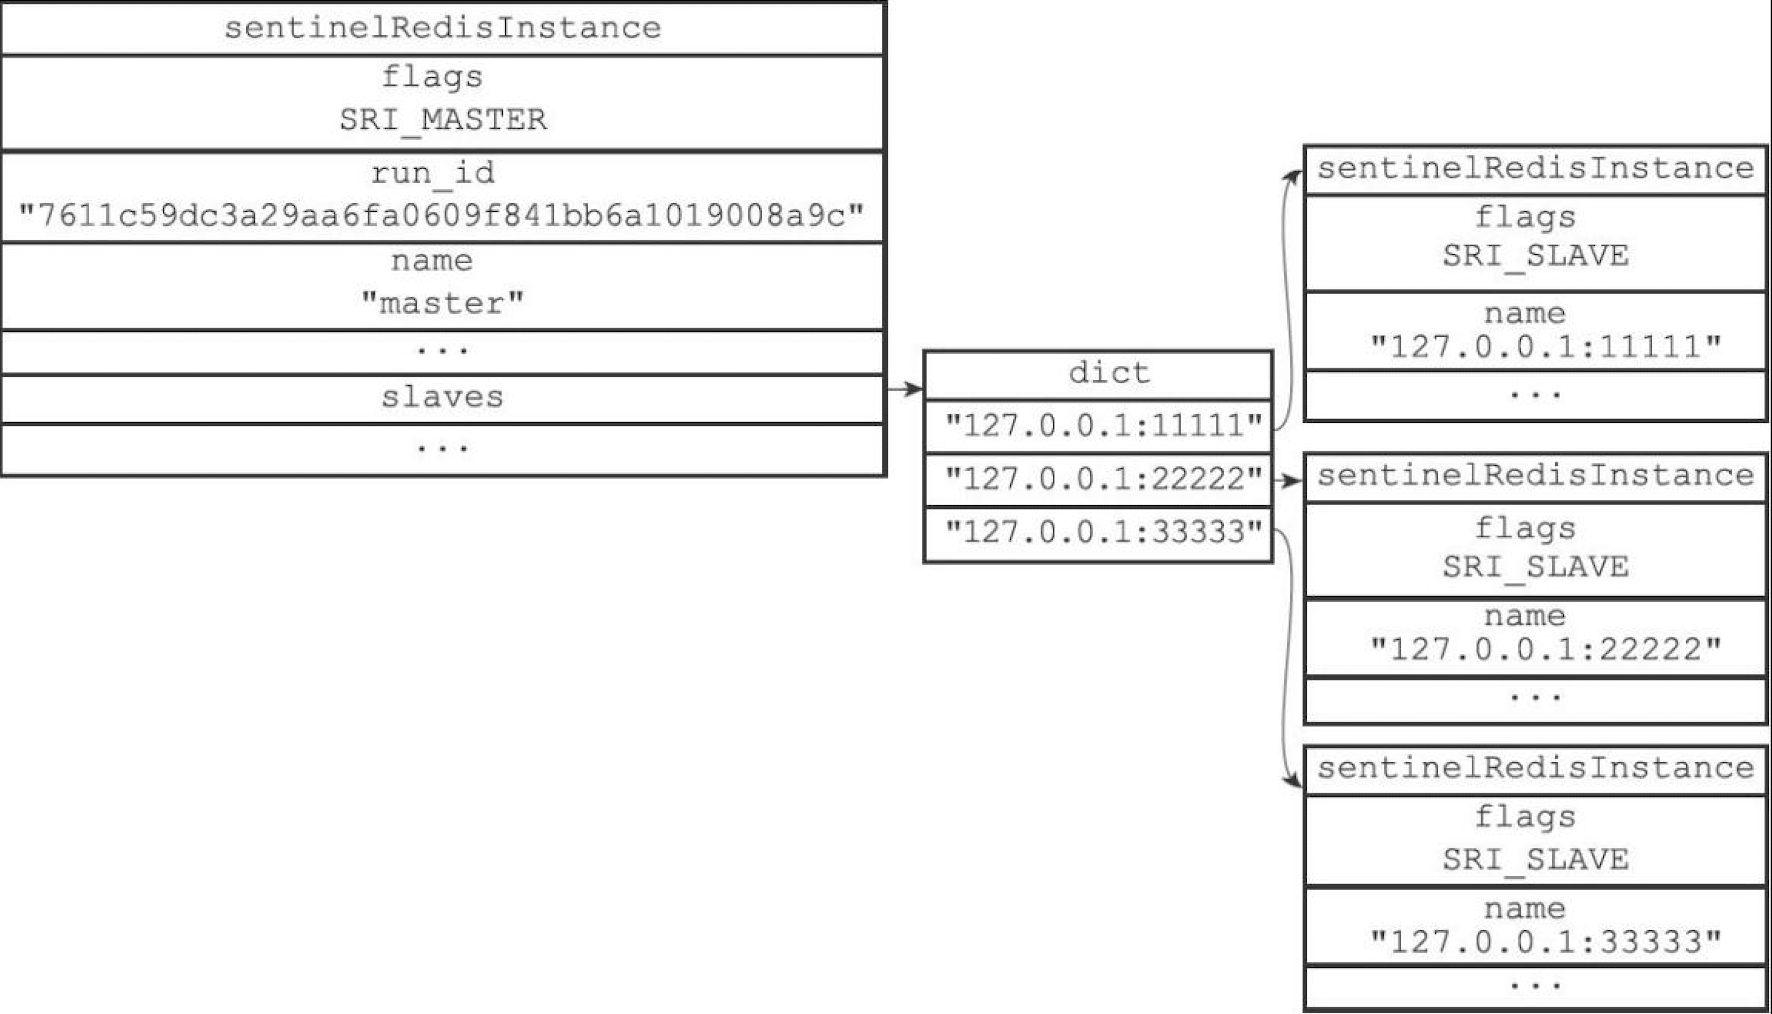 sentinelRedisInstance
flags
SRI_MASTER
run_id
"7611c59dc3a29aa6fa0609f841bb6a1019008a9c"
name
"master"
...
slaves
...
dict
"127.0.0.1:11111"
"127.0.0.1:22222"
"127.0.0.1:33333"
sentinelRedisInstance
flags
SRI_SLAVE
name
"127.0.0.1:11111"
...
sentinelRedisInstance
flags
SRI_SLAVE
name
"127.0.0.1:22222"
...
sentinelRedisInstance
flags
SRI_SLAVE
name
"127.0.0.1:33333"
...